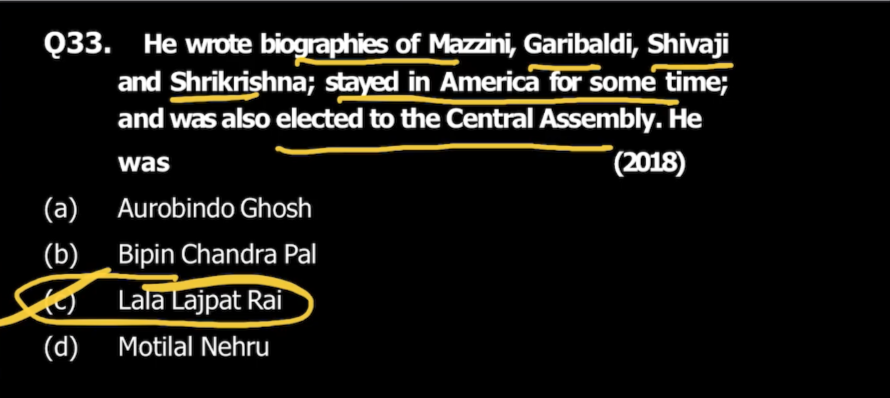 Q33. He wrote biographies of Mazzini, Garibaldi, Shivaji
and Shrikrishna; stayed in America for some time;
and was also elected to the Central Assembly. He
was (2018)
(a) Aurobindo Ghosh
(b) Bipin Chandra Pal
(c) Lala Lajpat Rai
(d) Motilal Nehru